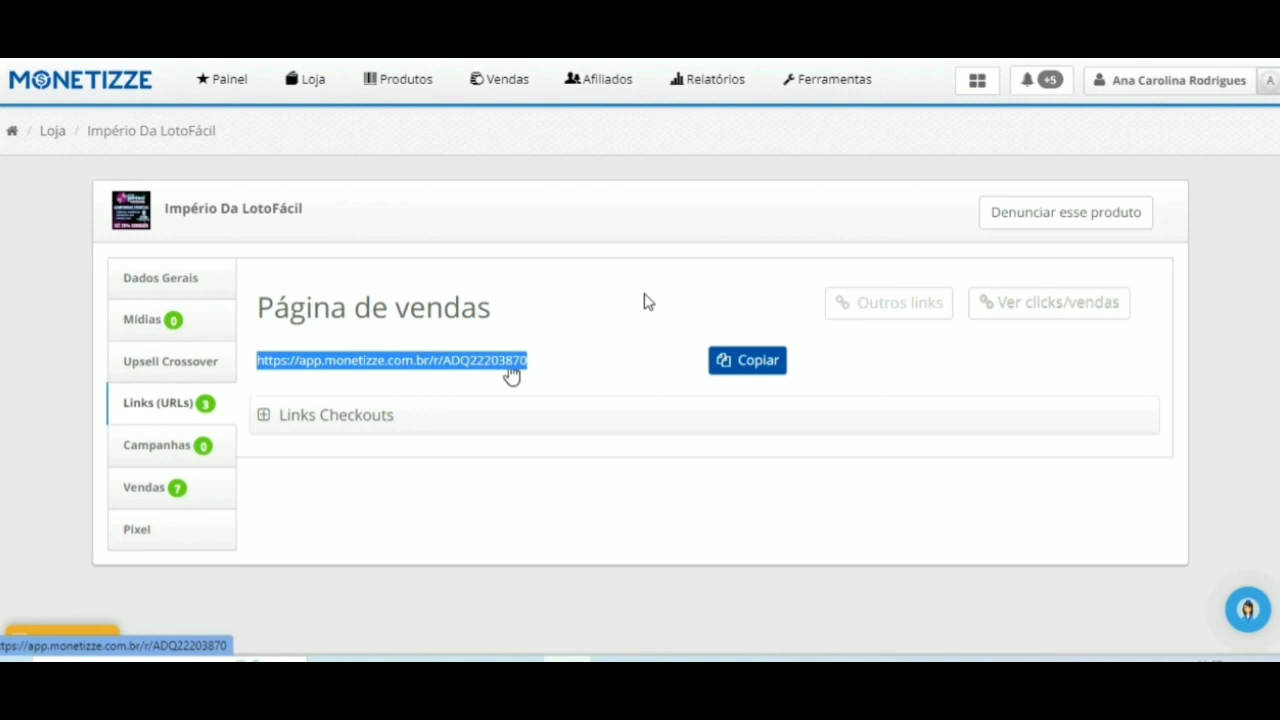 MONETIZZE
Painel
Loja
Produtos
Vendas
Afiliados
Relatórios
Ferramentas
+5
Ana Carolina Rodrigues
A
/ Loja / Império Da LotoFácil
Império Da LotoFácil
Denunciar esse produto
Dados Gerais
Mídias 0
Upsell Crossover
Links (URLs) 3
Campanhas 0
Vendas 7
Pixel
Página de vendas
Outros links
Ver clicks/vendas
https://app.monetizze.com.br/r/ADQ22203870
Copiar
Links Checkouts
tps://app.monetizze.com.br/r/ADQ22203870